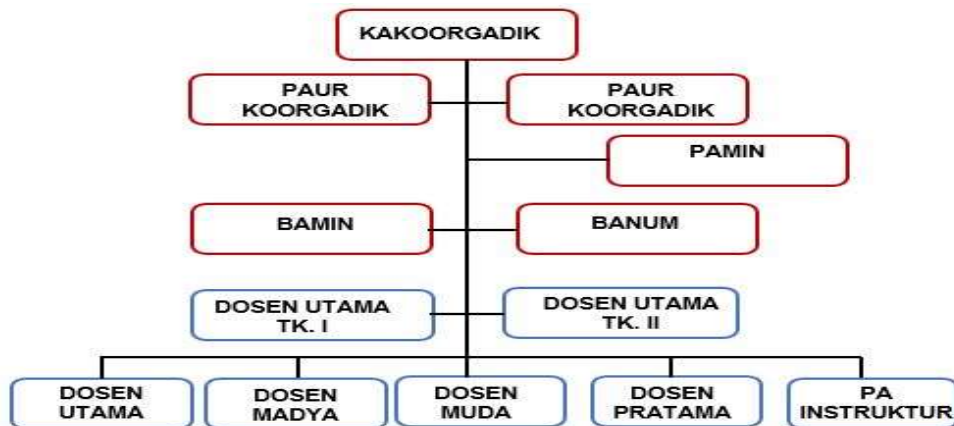 KAKOORGADIK
PAUR
KOORGADIK
PAUR
KOORGADIK
PAMIN
BAMIN
BANUM
DOSEN UTAMA
TK. I
DOSEN UTAMA
TK. II
DOSEN
UTAMA
DOSEN
MADYA
DOSEN
MUDA
DOSEN
PRATAMA
PA
INSTRUKTUR